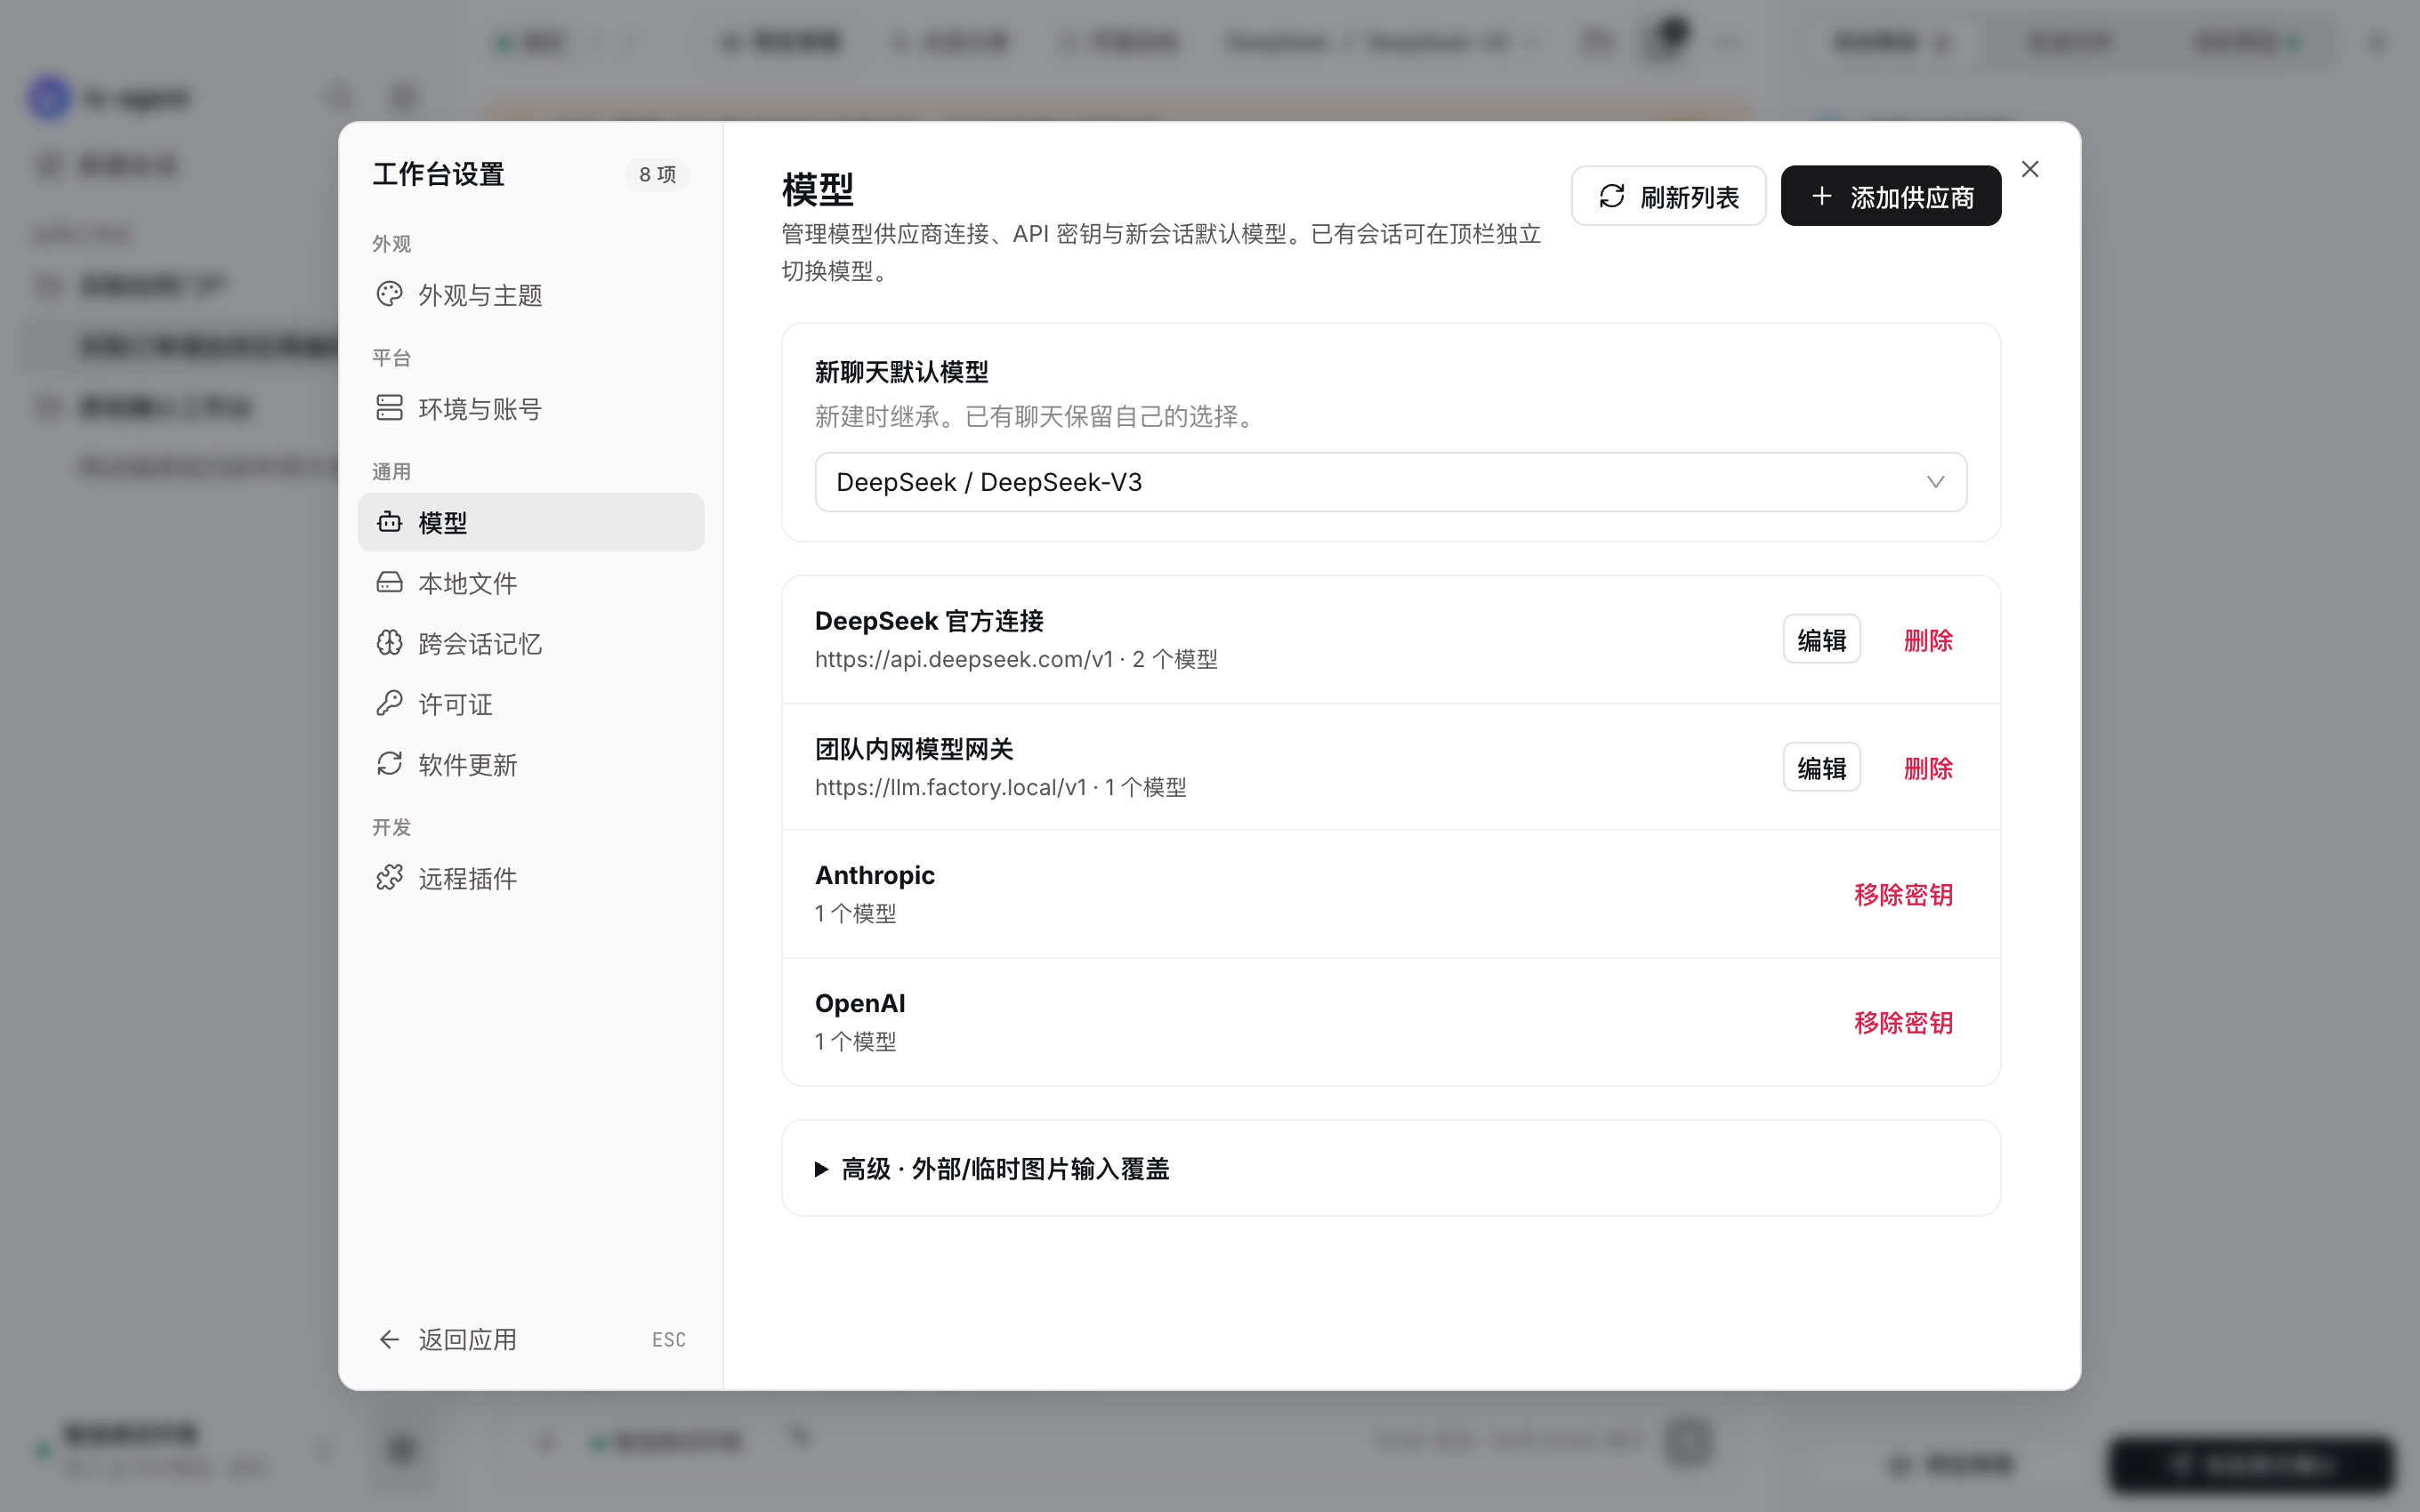 工作台设置
8 项
外观
外观与主题
平台
环境与账号
通用
模型
本地文件
跨会话记忆
许可证
软件更新
开发
远程插件
返回应用
ESC
模型
管理模型供应商连接、API 密钥与新会话默认模型。已有会话可在顶栏独立
切换模型。
刷新列表
添加供应商
新聊天默认模型
新建时继承。已有聊天保留自己的选择。
DeepSeek / DeepSeek-V3
DeepSeek 官方连接
https://api.deepseek.com/v1 · 2 个模型
编辑
删除
团队内网模型网关
https://llm.factory.local/v1 · 1 个模型
编辑
删除
Anthropic
1 个模型
移除密钥
OpenAI
1 个模型
移除密钥
高级 · 外部/临时图片输入覆盖